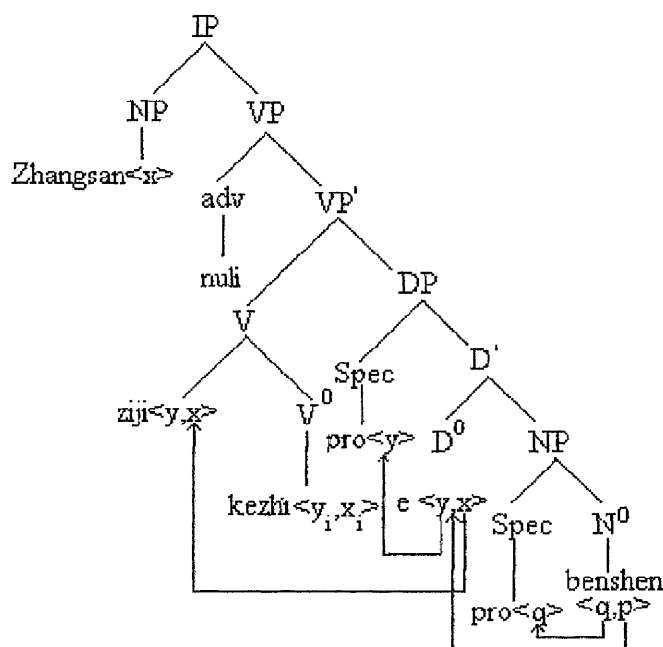 IP
NP VP
Zhangsan<x> adv VP'
nuli
V DP
Spec D'
ziji<y,x> V⁰ pro<y> D⁰ NP
kezhi<yᵢ,xᵢ> e <y,x> Spec N⁰
benshen
pro<q> <q,p>